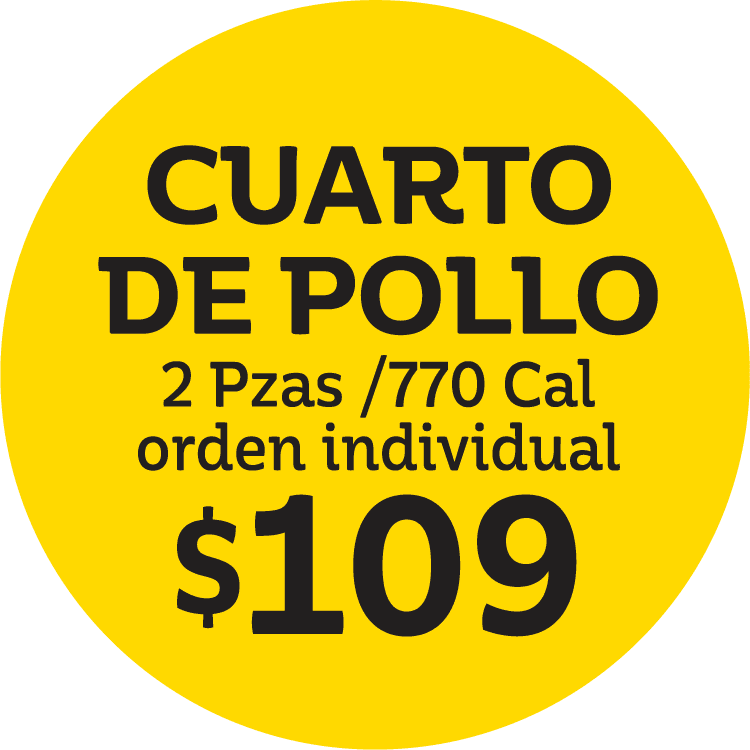 CUARTO
DE POLLO
2 Pzas /770 Cal
orden individual
$109